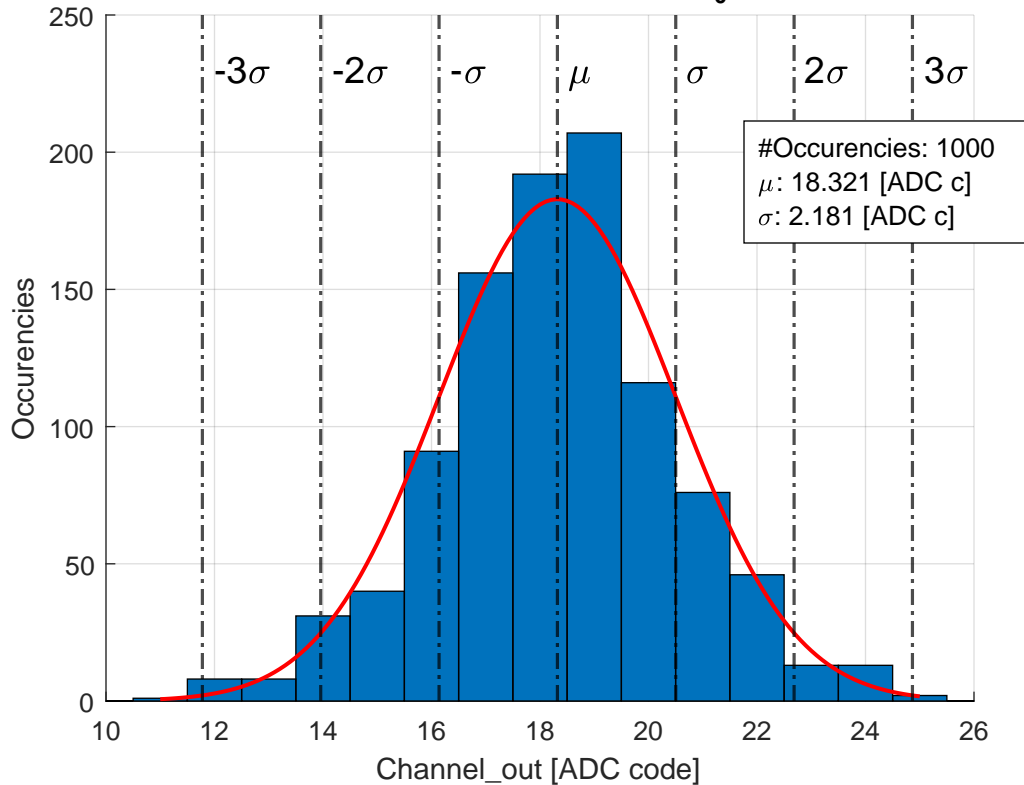 250
-3σ
-2σ
-σ
μ
σ
2σ
3σ
200
#Occurencies: 1000
μ: 18.321 [ADC c]
σ: 2.181 [ADC c]
150
Occurencies
100
50
0
10
12
14
16
18
20
22
24
26
Channel_out [ADC code]